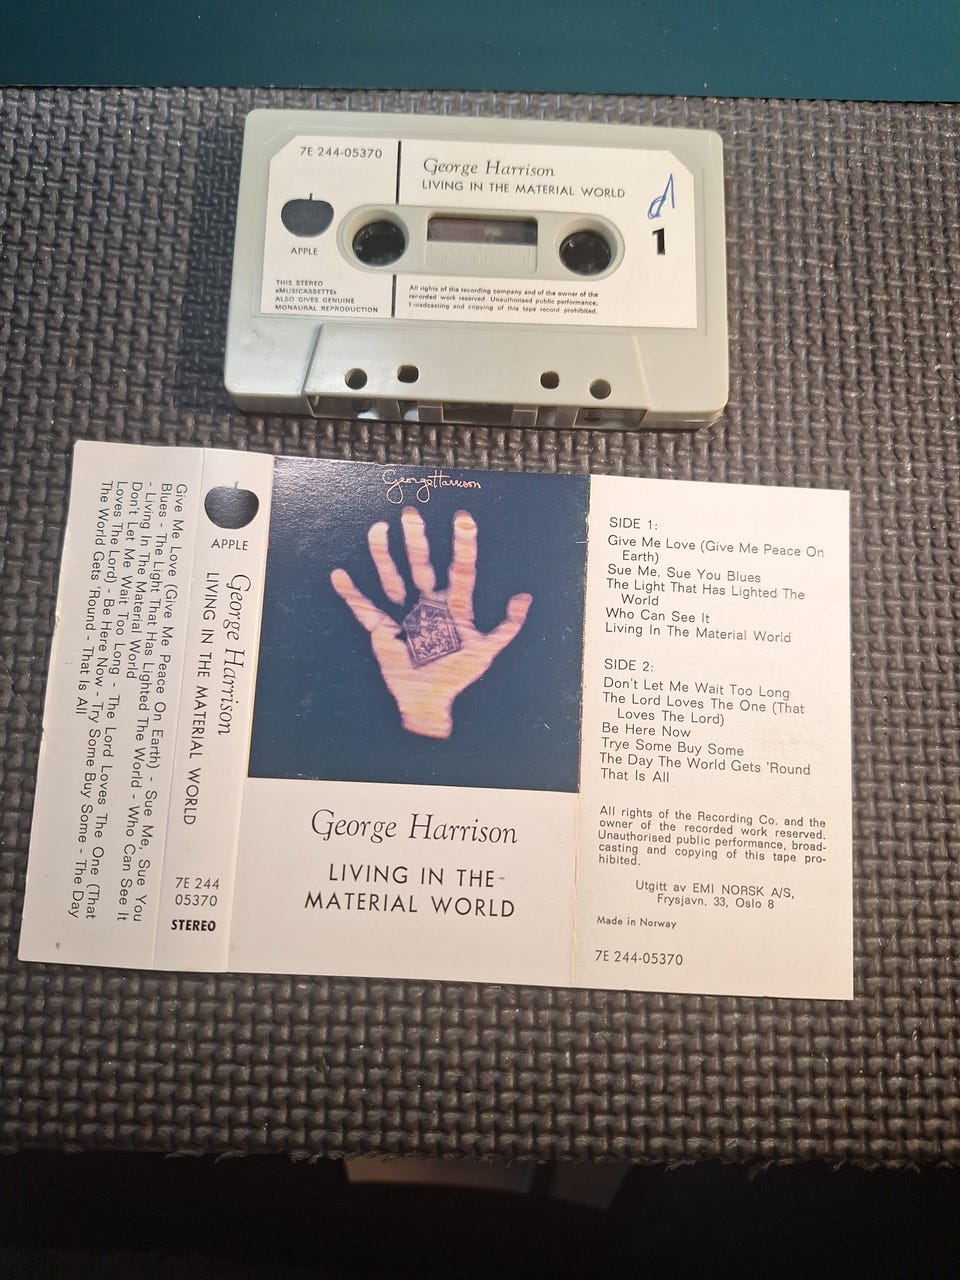 7E 244-05370
APPLE
THIS STEREO
«MUSICASSETTE»
ALSO GIVES GENUINE
MONAURAL REPRODUCTION
George Harrison
LIVING IN THE MATERIAL WORLD
1
All rights of the recording company and of the owner of the
recorded work reserved. Unauthorised public performance,
broadcasting and copying of this tape record prohibited.
Give Me Love (Give Me Peace On Earth) - Sue Me, Sue You
Blues - The Light That Has Lighted The World - Who Can See It
- Living In The Material World
Don't Let Me Wait Too Long - The Lord Loves The One (That
Loves The Lord) - Be Here Now - Try Some Buy Some - The Day
The World Gets 'Round - That Is All
APPLE
George Harrison
LIVING IN THE MATERIAL WORLD
7E 244
05370
STEREO
George Harrison
George Harrison
LIVING IN THE-
MATERIAL WORLD
SIDE 1:
Give Me Love (Give Me Peace On
Earth)
Sue Me, Sue You Blues
The Light That Has Lighted The
World
Who Can See It
Living In The Material World
SIDE 2:
Don't Let Me Wait Too Long
The Lord Loves The One (That
Loves The Lord)
Be Here Now
Trye Some Buy Some
The Day The World Gets 'Round
That Is All
All rights of the Recording Co. and the
owner of the recorded work reserved.
Unauthorised public performance, broad-
casting and copying of this tape pro-
hibited.
Utgitt av EMI NORSK A/S,
Frysjavn. 33, Oslo 8
Made in Norway
7E 244-05370